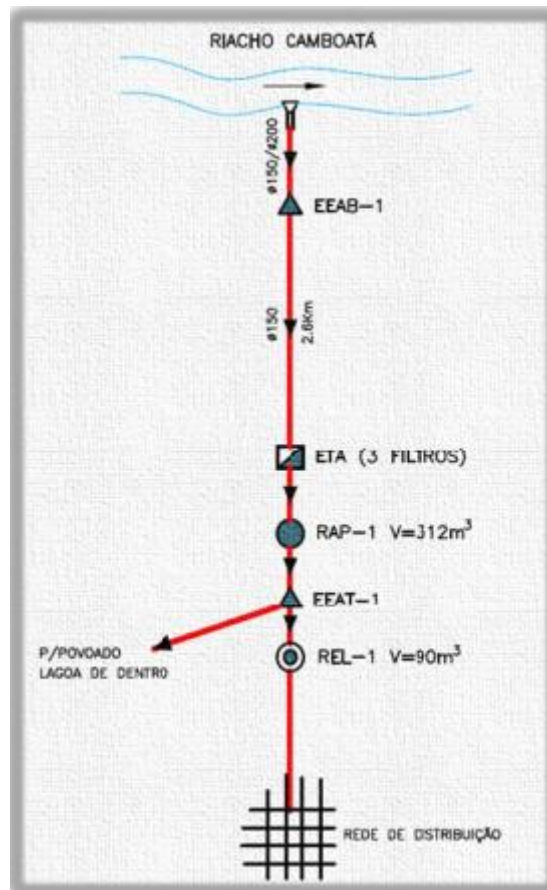 RIACHO CAMBOATÁ
ø150/ø200
EEAB-1
ø150
2.6Km
ETA (3 FILTROS)
RAP-1 V=312m³
EEAT-1
P/POVOADO
LAGOA DE DENTRO
REL-1 V=90m³
REDE DE DISTRIBUIÇÃO